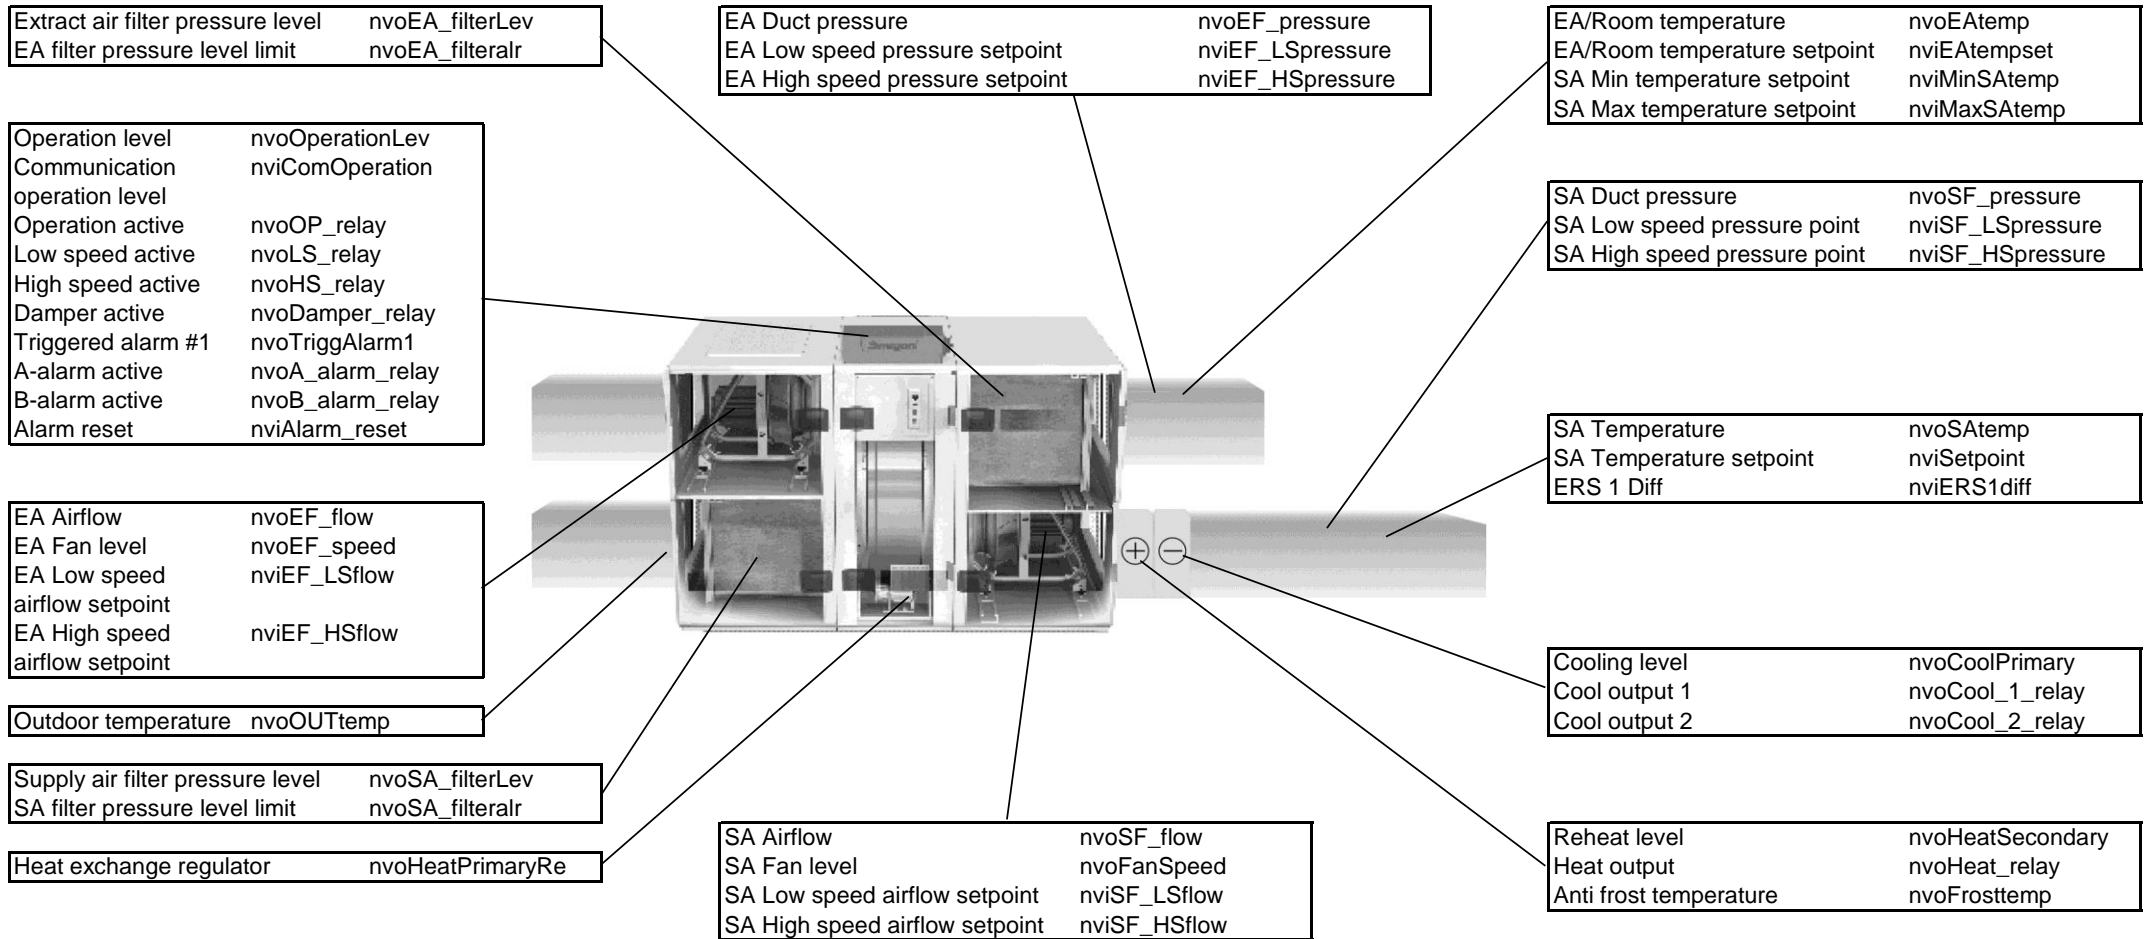 Extract air filter pressure level nvoEA_filterLev
EA filter pressure level limit nvoEA_filteralr
EA Duct pressure nvoEF_pressure
EA Low speed pressure setpoint nviEF_LSpressure
EA High speed pressure setpoint nviEF_HSpressure
EA/Room temperature nvoEAtemp
EA/Room temperature setpoint nviEAtempset
SA Min temperature setpoint nviMinSAtemp
SA Max temperature setpoint nviMaxSAtemp
Operation level nvoOperationLev
Communication nviComOperation
operation level
Operation active nvoOP_relay
Low speed active nvoLS_relay
High speed active nvoHS_relay
Damper active nvoDamper_relay
Triggered alarm #1 nvoTriggAlarm1
A-alarm active nvoA_alarm_relay
B-alarm active nvoB_alarm_relay
Alarm reset nviAlarm_reset
SA Duct pressure nvoSF_pressure
SA Low speed pressure point nviSF_LSpressure
SA High speed pressure point nviSF_HSpressure
SA Temperature nvoSAtemp
SA Temperature setpoint nviSetpoint
ERS 1 Diff nviERS1diff
EA Airflow nvoEF_flow
EA Fan level nvoEF_speed
EA Low speed nviEF_LSflow
airflow setpoint
EA High speed nviEF_HSflow
airflow setpoint
Outdoor temperature nvoOUTtemp
Supply air filter pressure level nvoSA_filterLev
SA filter pressure level limit nvoSA_filteralr
Heat exchange regulator nvoHeatPrimaryRe
SA Airflow nvoSF_flow
SA Fan level nvoFanSpeed
SA Low speed airflow setpoint nviSF_LSflow
SA High speed airflow setpoint nviSF_HSflow
Cooling level nvoCoolPrimary
Cool output 1 nvoCool_1_relay
Cool output 2 nvoCool_2_relay
Reheat level nvoHeatSecondary
Heat output nvoHeat_relay
Anti frost temperature nvoFrosttemp